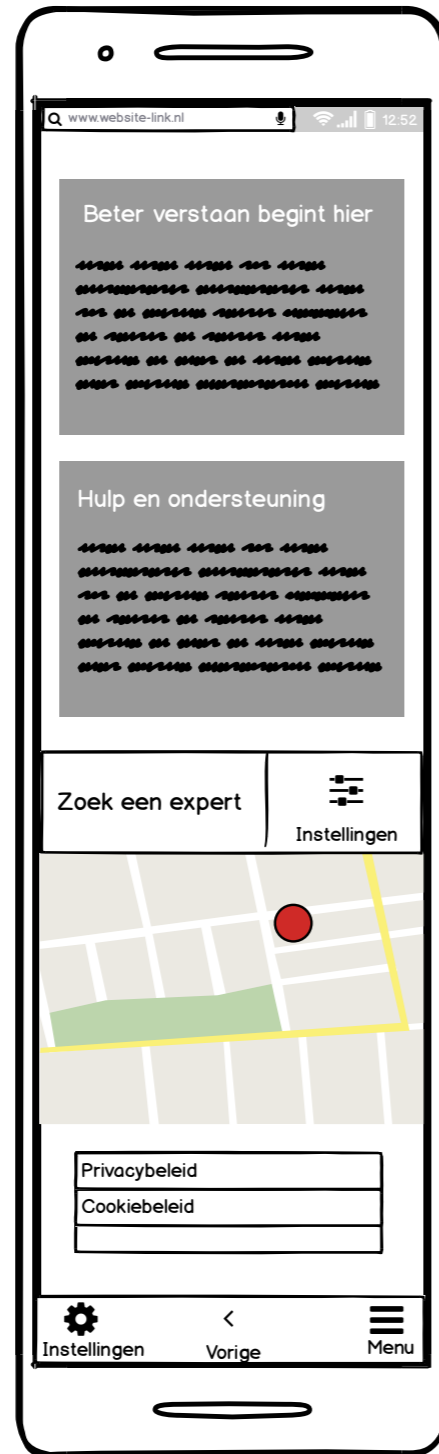 www.website-link.nl 12:52
Beter verstaan begint hier
Hulp en ondersteuning
Zoek een expert
Instellingen
Privacybeleid
Cookiebeleid
Instellingen
Vorige
Menu